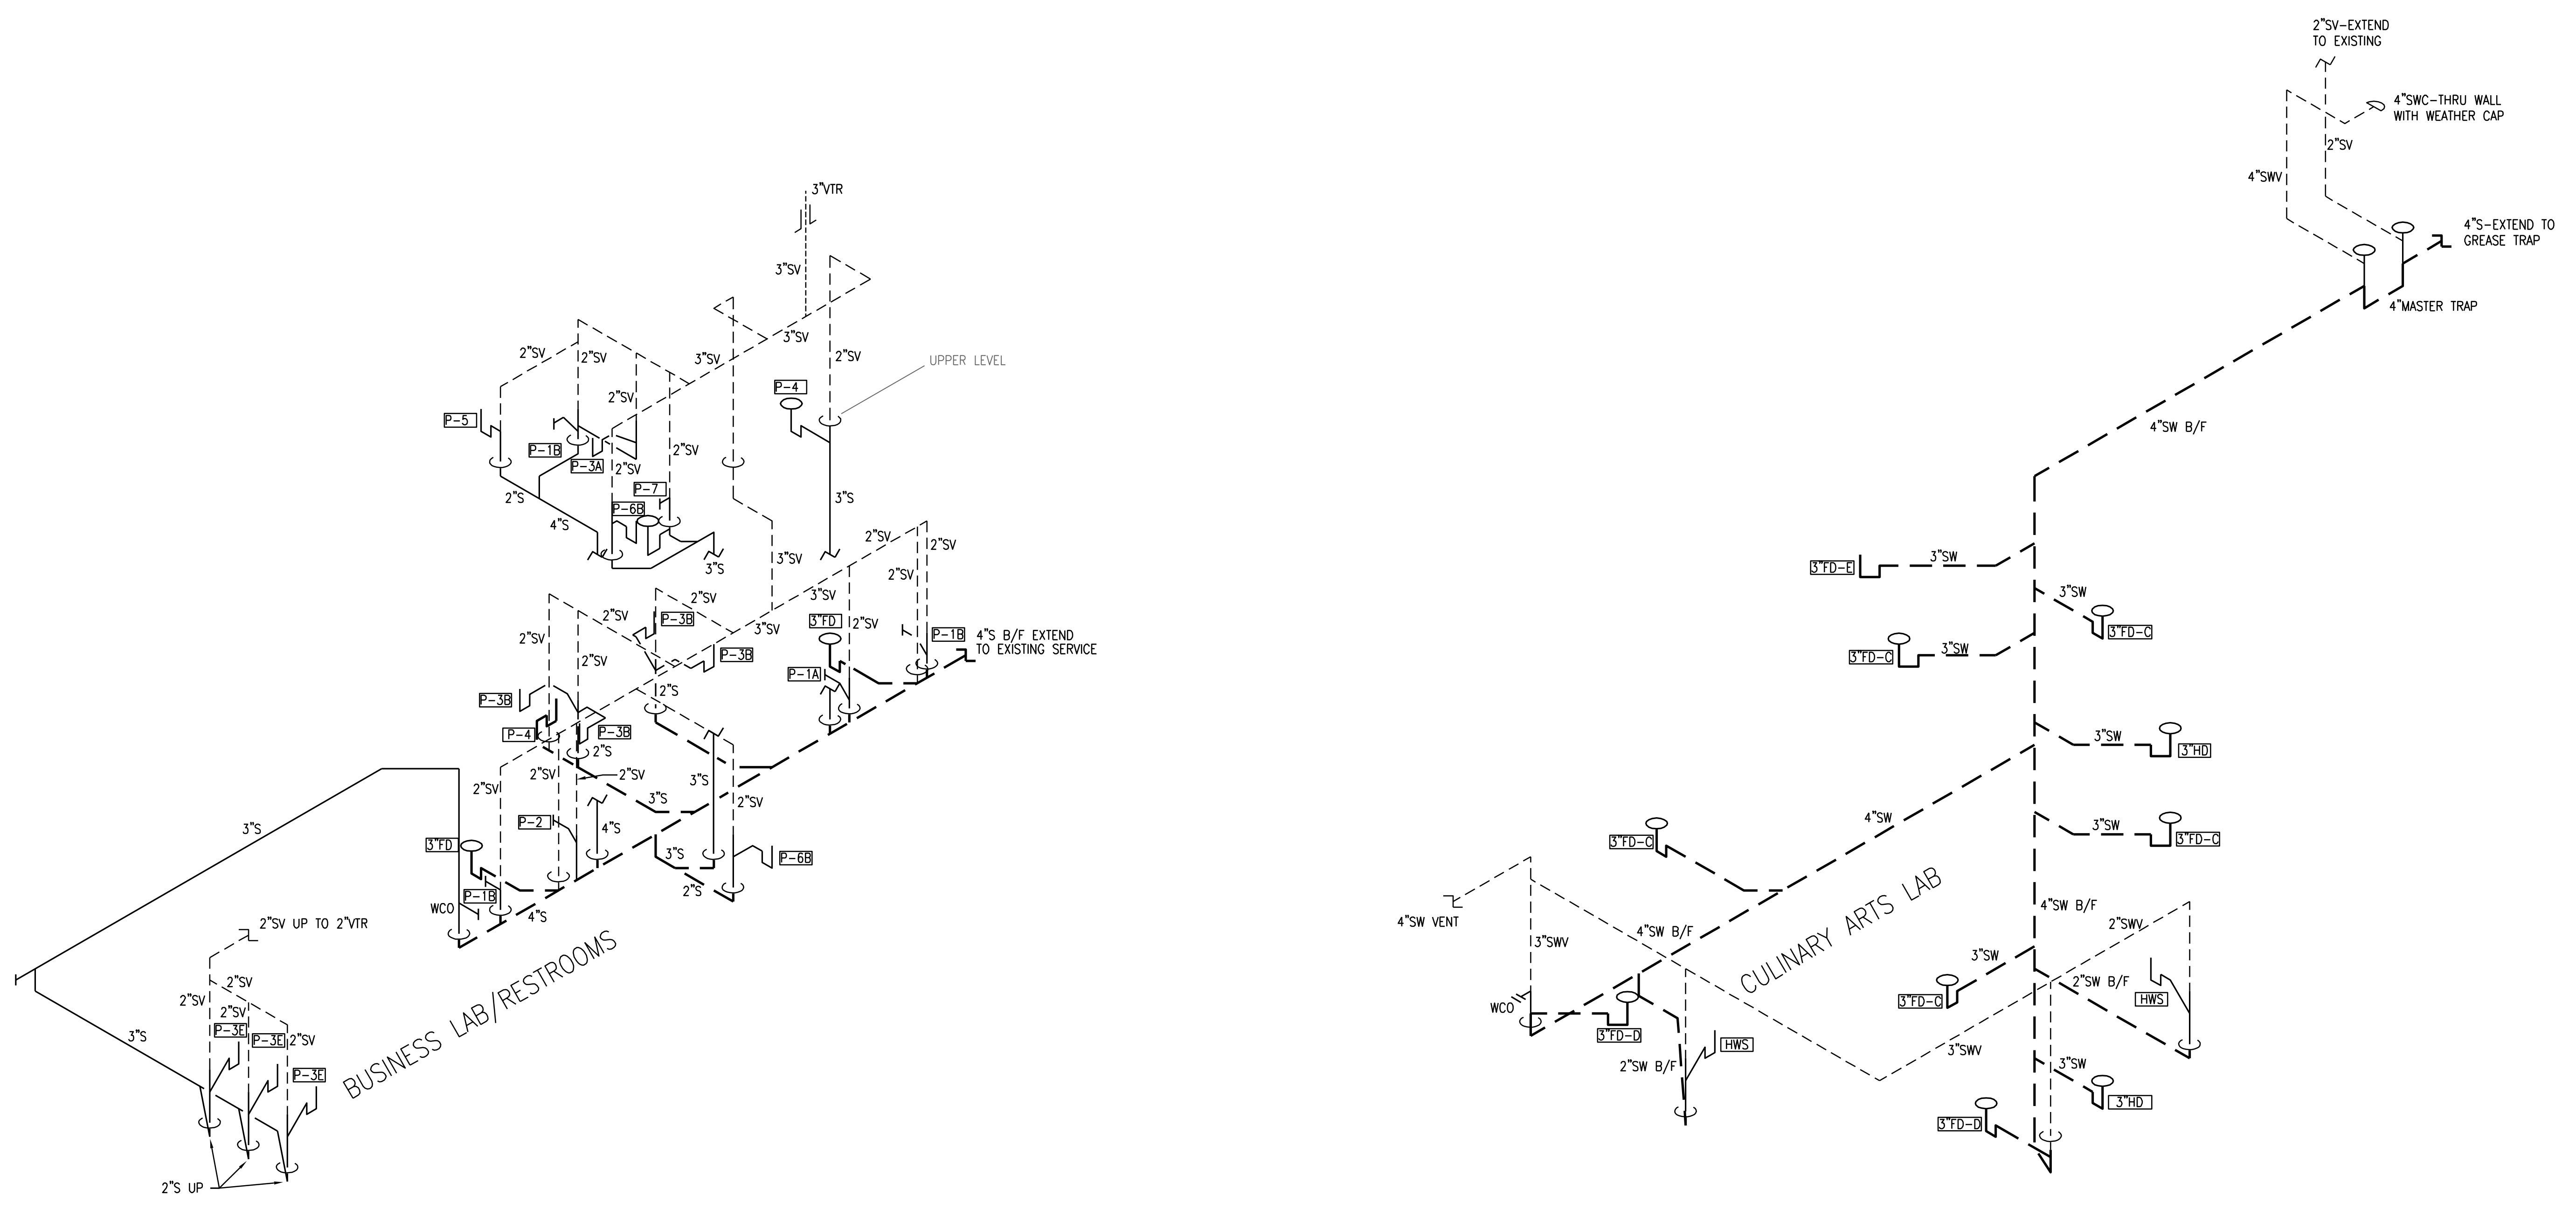 2"SV-EXTEND
TO EXISTING
4"SWC-THRU WALL
WITH WEATHER CAP
2"SV
4"SWV
4"S-EXTEND TO
GREASE TRAP
4"MASTER TRAP
4"SW B/F
3"VTR
3"SV
3"SV
3"SV
2"SV
2"SV
2"SV
UPPER LEVEL
P-4
2"SV
P-5
P-1B
2"SV
P-3A
2"SV
P-7
2"S
3"S
P-6B
4"S
2"SV
2"SV
3"SV
3"S
2"SV
3"SV
2"SV
2"SV
3"FD
P-3B
2"SV
3"SV
2"SV
P-1B
4"S B/F EXTEND
TO EXISTING SERVICE
P-3B
2"SV
P-1A
2"S
P-3B
P-4
P-3B
2"S
2"SV
2"SV
3"S
2"SV
3"S
2"SV
P-2
4"S
3"S
3"FD
3"S
P-6B
2"S
P-1B
WCO
4"S
2"SV UP TO 2"VTR
2"SV
2"SV
2"SV
P-3E
P-3E
2"SV
3"S
P-3E
2"S UP
BUSINESS LAB/RESTROOMS
3"FD-E
3"SW
3"SW
3"FD-C
3"FD-C
3"SW
3"SW
3"HD
4"SW
3"SW
3"FD-C
3"FD-C
4"SW VENT
3"SWV
4"SW B/F
CULINARY ARTS LAB
4"SW B/F
2"SWV
3"SW
2"SW B/F
HWS
3"FD-C
WCO
3"FD-D
HWS
3"SWV
2"SW B/F
3"SW
3"HD
3"FD-D